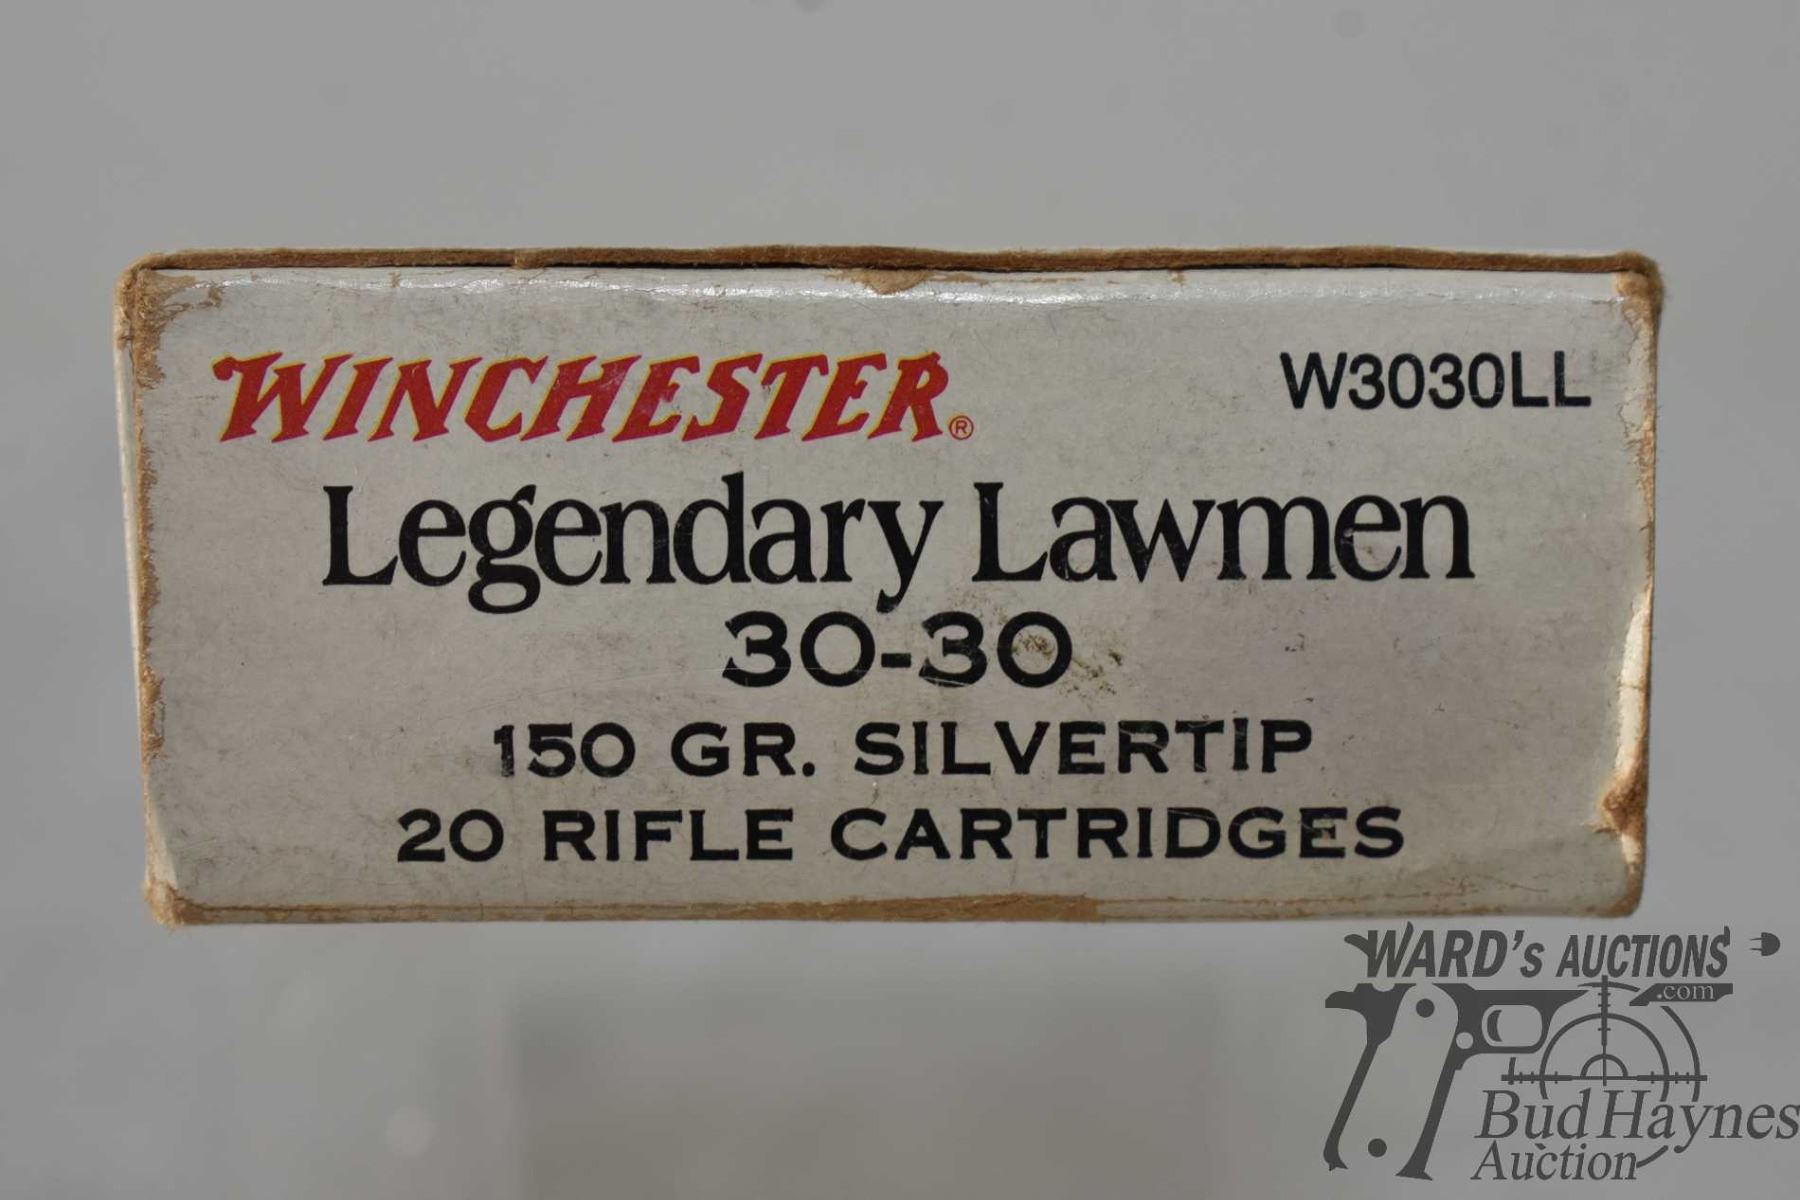 WINCHESTER®
W3030LL
Legendary Lawmen
30-30
150 GR. SILVERTIP
20 RIFLE CARTRIDGES
WARD's AUCTIONS
.com
Bud Haynes
Auction